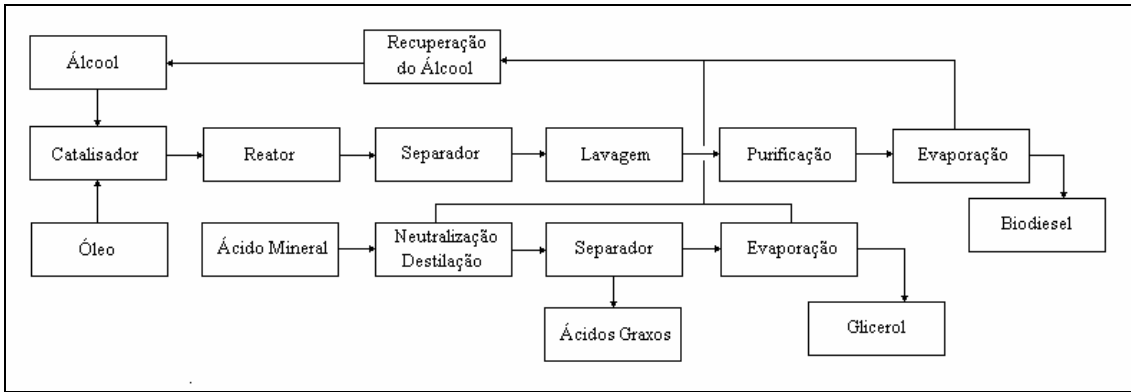 Álcool
Recuperação
do Álcool
Catalisador
Reator
Separador
Lavagem
Purificação
Evaporação
Biodiesel
Óleo
Ácido Mineral
Neutralização
Destilação
Separador
Evaporação
Ácidos Graxos
Glicerol